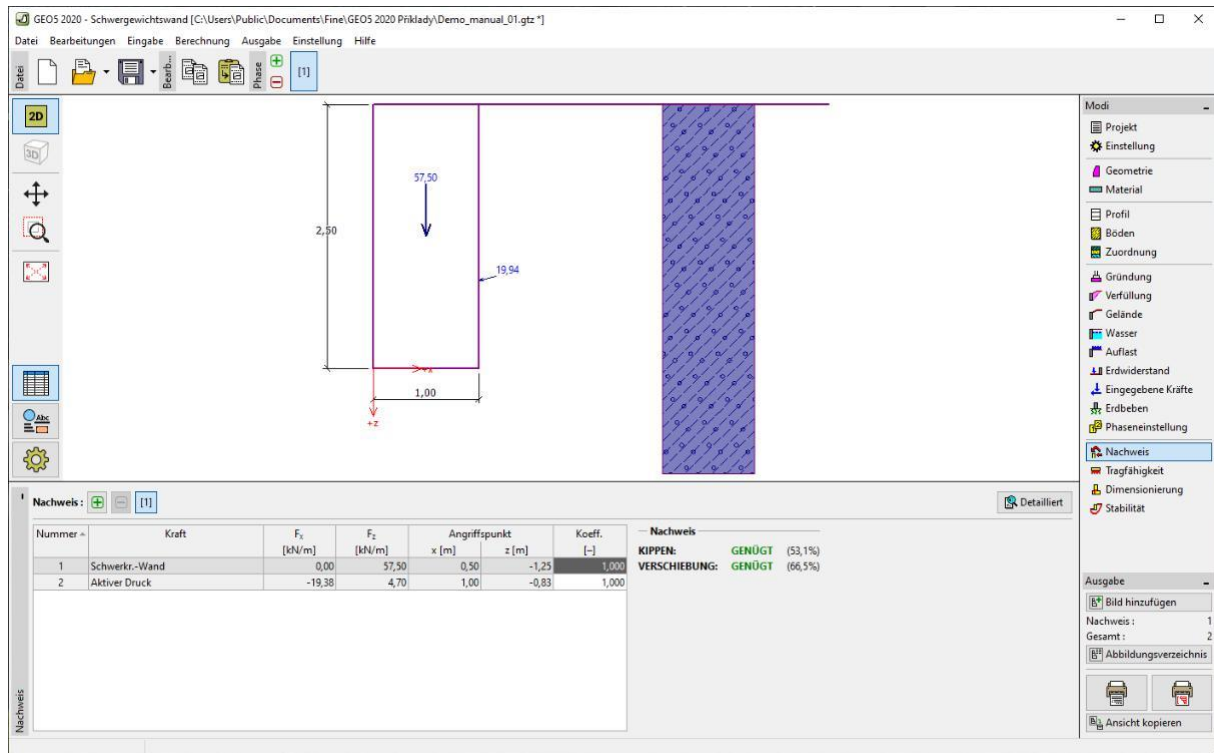 GEO5 2020 - Schwergewichtswand [C:\Users\Public\Documents\Fine\GEO5 2020 Příklady\Demo_manual_01.gtz *]
Datei Bearbeitungen Eingabe Berechnung Ausgabe Einstellung Hilfe
Datei
Bearb...
Phase
[1]
2D
3D
57,50
2,50
19,94
+x
1,00
+z
Abc
Modi
Projekt
Einstellung
Geometrie
Material
Profil
Böden
Zuordnung
Gründung
Verfüllung
Gelände
Wasser
Auflast
Erdwiderstand
Eingegebene Kräfte
Erdbeben
Phaseneinstellung
Nachweis
Tragfähigkeit
Dimensionierung
Stabilität
Nachweis : [1] Detailliert
Nummer Kraft Fx Fz Angriffspunkt Koeff.
[kN/m] [kN/m] x [m] z [m] [–]
1 Schwerkr.-Wand 0,00 57,50 0,50 -1,25 1,000
2 Aktiver Druck -19,38 4,70 1,00 -0,83 1,000
Nachweis
KIPPEN: GENÜGT (53,1%)
VERSCHIEBUNG: GENÜGT (66,5%)
Nachweis
Ausgabe
Bild hinzufügen
Nachweis : 1
Gesamt : 2
Abbildungsverzeichnis
Ansicht kopieren